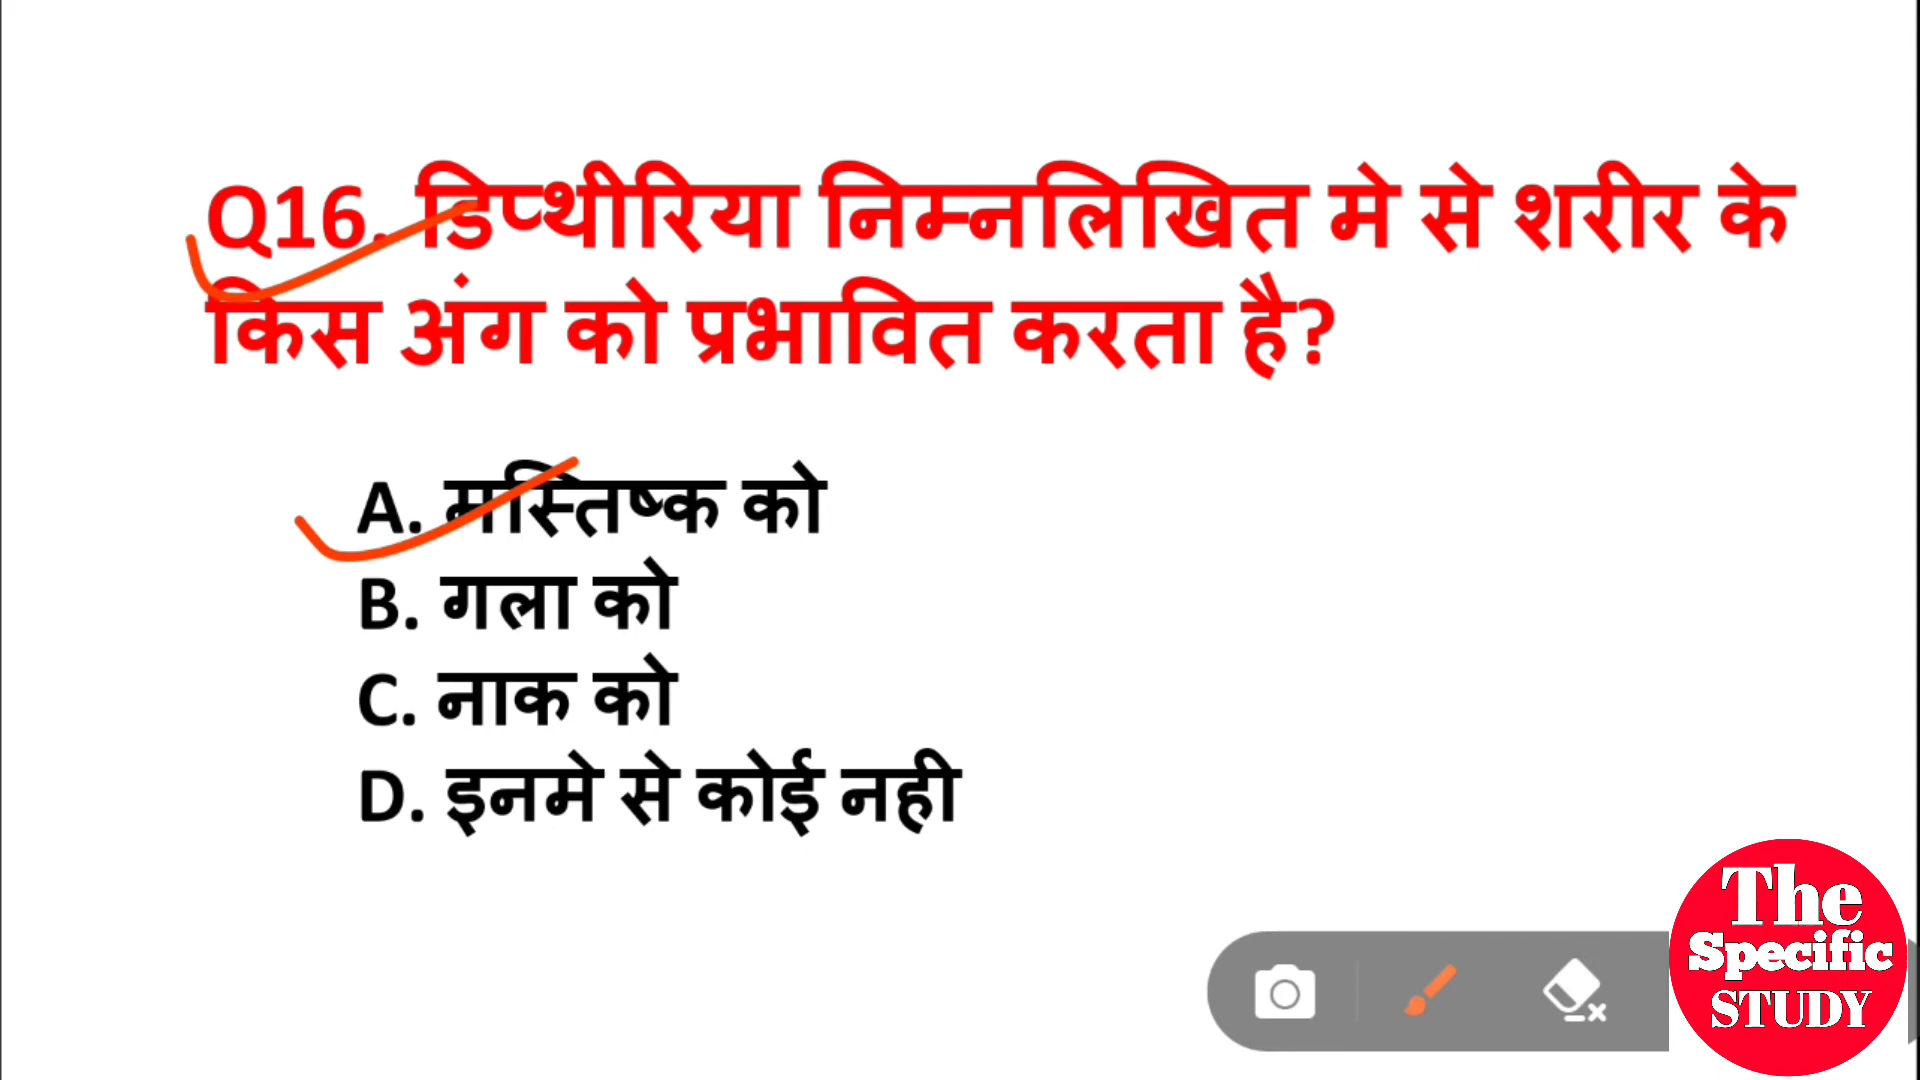 Q16. डिप्थीरिया निम्नलिखित मे से शरीर के
किस अंग को प्रभावित करता है?
A. मस्तिष्क को
B. गला को
C. नाक को
D. इनमे से कोई नही
The
Specific
STUDY